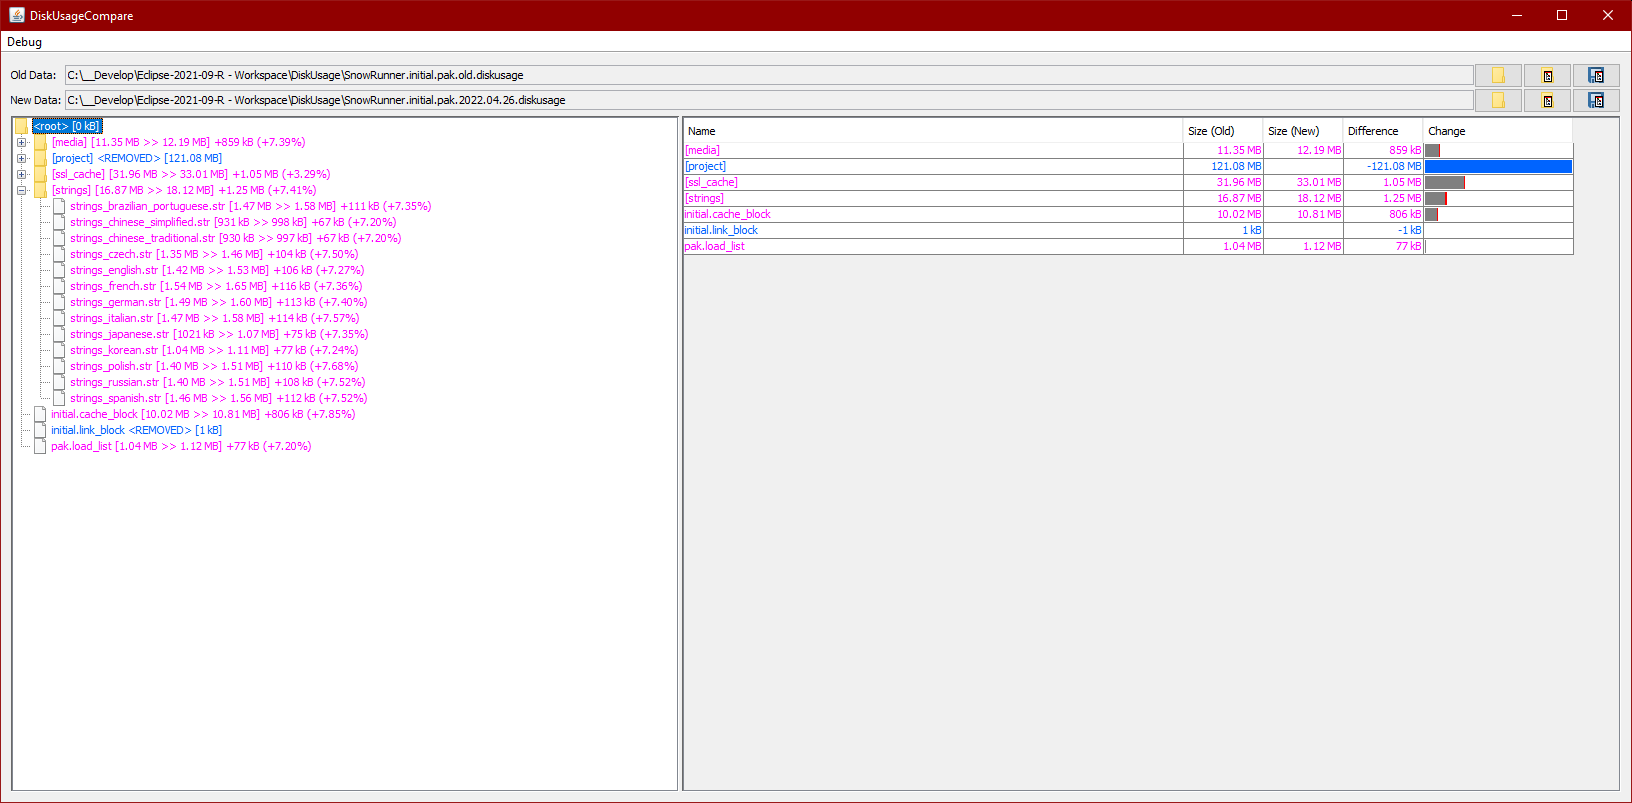 DiskUsageCompare
Debug
Old Data: C:\__Develop\Eclipse-2021-09-R - Workspace\DiskUsage\SnowRunner.initial.pak.old.diskusage
New Data: C:\__Develop\Eclipse-2021-09-R - Workspace\DiskUsage\SnowRunner.initial.pak.2022.04.26.diskusage
<root> [0 kB]
[media] [11.35 MB >> 12.19 MB] +859 kB (+7.39%)
[project] <REMOVED> [121.08 MB]
[ssl_cache] [31.96 MB >> 33.01 MB] +1.05 MB (+3.29%)
[strings] [16.87 MB >> 18.12 MB] +1.25 MB (+7.41%)
strings_brazilian_portuguese.str [1.47 MB >> 1.58 MB] +111 kB (+7.35%)
strings_chinese_simplified.str [931 kB >> 998 kB] +67 kB (+7.20%)
strings_chinese_traditional.str [930 kB >> 997 kB] +67 kB (+7.20%)
strings_czech.str [1.35 MB >> 1.46 MB] +104 kB (+7.50%)
strings_english.str [1.42 MB >> 1.53 MB] +106 kB (+7.27%)
strings_french.str [1.54 MB >> 1.65 MB] +116 kB (+7.36%)
strings_german.str [1.49 MB >> 1.60 MB] +113 kB (+7.40%)
strings_italian.str [1.47 MB >> 1.58 MB] +114 kB (+7.57%)
strings_japanese.str [1021 kB >> 1.07 MB] +75 kB (+7.35%)
strings_korean.str [1.04 MB >> 1.11 MB] +77 kB (+7.24%)
strings_polish.str [1.40 MB >> 1.51 MB] +110 kB (+7.68%)
strings_russian.str [1.40 MB >> 1.51 MB] +108 kB (+7.52%)
strings_spanish.str [1.46 MB >> 1.56 MB] +112 kB (+7.52%)
initial.cache_block [10.02 MB >> 10.81 MB] +806 kB (+7.85%)
initial.link_block <REMOVED> [1 kB]
pak.load_list [1.04 MB >> 1.12 MB] +77 kB (+7.20%)
Name Size (Old) Size (New) Difference Change
[media] 11.35 MB 12.19 MB 859 kB
[project] 121.08 MB -121.08 MB
[ssl_cache] 31.96 MB 33.01 MB 1.05 MB
[strings] 16.87 MB 18.12 MB 1.25 MB
initial.cache_block 10.02 MB 10.81 MB 806 kB
initial.link_block 1 kB -1 kB
pak.load_list 1.04 MB 1.12 MB 77 kB